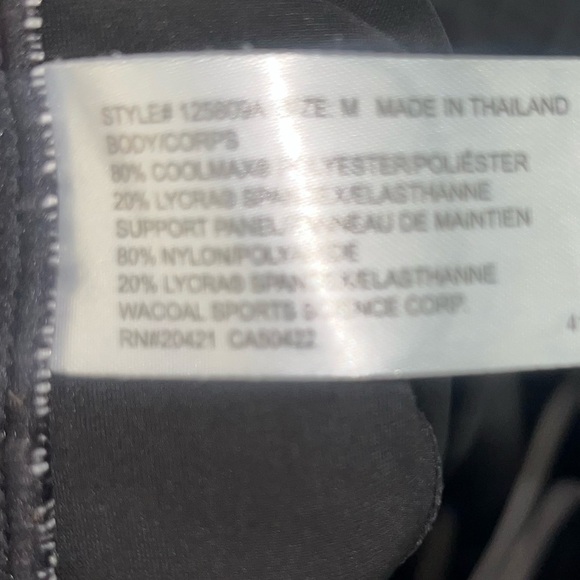 STYLE# 125809A SIZE: M MADE IN THAILAND
BODY/CORPS
80% COOLMAX® POLYESTER/POLIÉSTER
20% LYCRA® SPANDEX/ELASTHANNE
SUPPORT PANEL/PANNEAU DE MAINTIEN
80% NYLON/POLYAMIDE
20% LYCRA® SPANDEX/ELASTHANNE
WACOAL SPORTS SCIENCE CORP.
RN#20421 CA50422